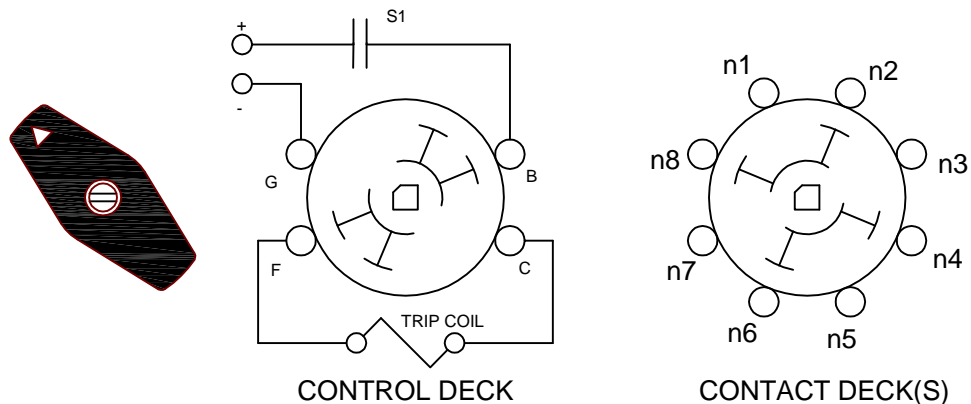 S1
+
-
G
B
F
C
TRIP COIL
CONTROL DECK
n1
n2
n8
n3
n7
n4
n6
n5
CONTACT DECK(S)